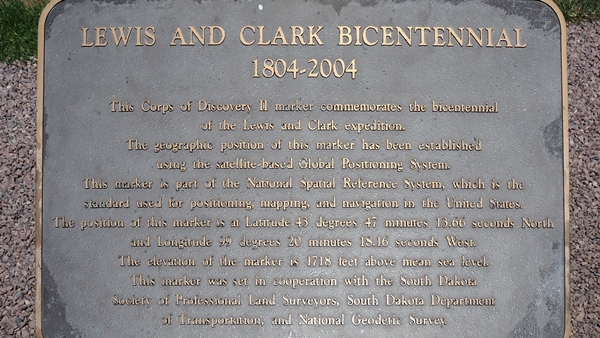 LEWIS AND CLARK BICENTENNIAL
1804-2004
This Corps of Discovery II marker commemorates the bicentennial
of the Lewis and Clark expedition.
The geographic position of this marker has been established
using the satellite-based Global Positioning System.
This marker is part of the National Spatial Reference System, which is the
standard used for positioning, mapping, and navigation in the United States.
The position of this marker is at Latitude 43 degrees 47 minutes 13.66 seconds North
and Longitude 99 degrees 20 minutes 18.16 seconds West.
The elevation of the marker is 1718 feet above mean sea level.
This marker was set in cooperation with the South Dakota
Society of Professional Land Surveyors, South Dakota Department
of Transportation, and National Geodetic Survey.